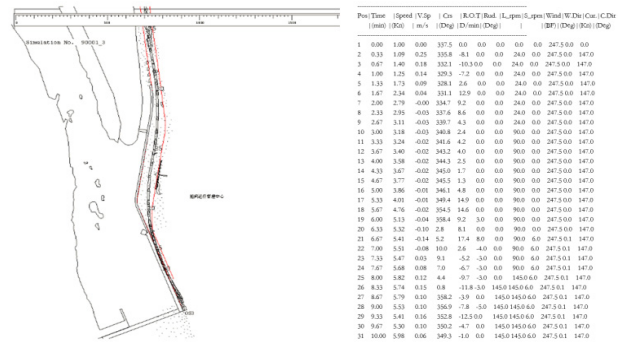 Simulation No. 99001_3
Pos| Time |Speed |V.Sp | Crs |R.O.T |Rud. |L_rpm|S_rpm|Wind|W.Dir |Cur. |C.Dir
|(min) |(Kn) | m/s |(Deg) |D/min|(Deg)| | |(BF) |(Deg)| (Kn)| (Deg)
1 0.00 1.00 0.00 337.5 0.0 0.0 0.0 0.0 0.0 247.5 0.0 0.0
2 0.33 1.09 0.25 335.8 -8.1 0.0 0.0 24.0 0.0 247.5 0.0 147.0
3 0.67 1.40 0.18 332.1 -10.3 0.0 0.0 24.0 0.0 247.5 0.0 147.0
4 1.00 1.25 0.14 329.3 -7.2 0.0 0.0 24.0 0.0 247.5 0.0 147.0
5 1.33 1.73 0.09 328.1 2.6 0.0 0.0 24.0 0.0 247.5 0.0 147.0
6 1.67 2.34 0.04 331.1 12.9 0.0 0.0 24.0 0.0 247.5 0.0 147.0
7 2.00 2.79 -0.00 334.7 9.2 0.0 0.0 24.0 0.0 247.5 0.0 147.0
8 2.33 2.95 -0.03 337.6 8.6 0.0 0.0 24.0 0.0 247.5 0.0 147.0
9 2.67 3.11 -0.03 339.7 4.3 0.0 0.0 24.0 0.0 247.5 0.0 147.0
10 3.00 3.18 -0.03 340.8 2.4 0.0 0.0 90.0 0.0 247.5 0.0 147.0
11 3.33 3.24 -0.02 341.6 4.2 0.0 0.0 90.0 0.0 247.5 0.0 147.0
12 3.67 3.40 -0.02 343.2 4.0 0.0 0.0 90.0 0.0 247.5 0.0 147.0
13 4.00 3.58 -0.02 344.3 2.5 0.0 0.0 90.0 0.0 247.5 0.0 147.0
14 4.33 3.67 -0.02 345.0 1.7 0.0 0.0 90.0 0.0 247.5 0.0 147.0
15 4.67 3.77 -0.02 345.5 1.3 0.0 0.0 90.0 0.0 247.5 0.0 147.0
16 5.00 3.86 -0.01 346.1 4.8 0.0 0.0 90.0 0.0 247.5 0.0 147.0
17 5.33 4.01 -0.01 349.4 14.9 0.0 0.0 90.0 0.0 247.5 0.0 147.0
18 5.67 4.76 -0.02 354.5 14.6 0.0 0.0 90.0 0.0 247.5 0.0 147.0
19 6.00 5.13 -0.04 358.4 9.2 3.0 0.0 90.0 0.0 247.5 0.0 147.0
20 6.33 5.32 -0.10 2.8 8.1 0.0 0.0 90.0 0.0 247.5 0.0 147.0
21 6.67 5.41 -0.14 5.2 17.4 8.0 0.0 90.0 6.0 247.5 0.1 147.0
22 7.00 5.51 -0.08 10.0 2.6 -4.0 0.0 90.0 6.0 247.5 0.1 147.0
23 7.33 5.47 0.03 9.1 -5.2 -3.0 0.0 90.0 6.0 247.5 0.1 147.0
24 7.67 5.68 0.08 7.0 -6.7 -3.0 0.0 90.0 6.0 247.5 0.1 147.0
25 8.00 5.82 0.12 4.4 -9.7 -3.0 0.0 145.0 6.0 247.5 0.1 147.0
26 8.33 5.74 0.15 0.8 -11.8 -3.0 145.0 145.0 6.0 247.5 0.1 147.0
27 8.67 5.79 0.10 358.2 -3.9 0.0 145.0 145.0 6.0 247.5 0.1 147.0
28 9.00 5.53 0.10 356.9 -7.8 -5.0 145.0 145.0 6.0 247.5 0.1 147.0
29 9.33 5.41 0.16 352.8 -12.5 0.0 145.0 145.0 6.0 247.5 0.1 147.0
30 9.67 5.30 0.10 350.2 -4.7 0.0 145.0 145.0 6.0 247.5 0.1 147.0
31 10.00 5.98 0.06 349.3 -1.0 0.0 145.0 145.0 6.0 247.5 0.1 147.0